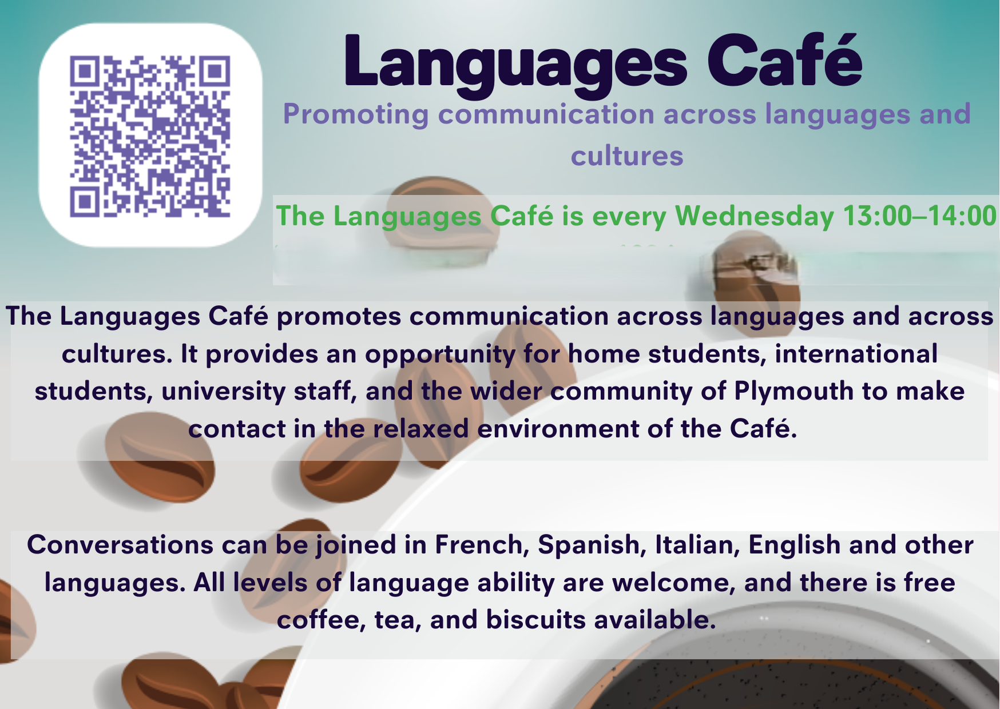 Languages Café
Promoting communication across languages and
cultures
The Languages Café is every Wednesday 13:00–14:00
The Languages Café promotes communication across languages and across
cultures. It provides an opportunity for home students, international
students, university staff, and the wider community of Plymouth to make
contact in the relaxed environment of the Café.
Conversations can be joined in French, Spanish, Italian, English and other
languages. All levels of language ability are welcome, and there is free
coffee, tea, and biscuits available.